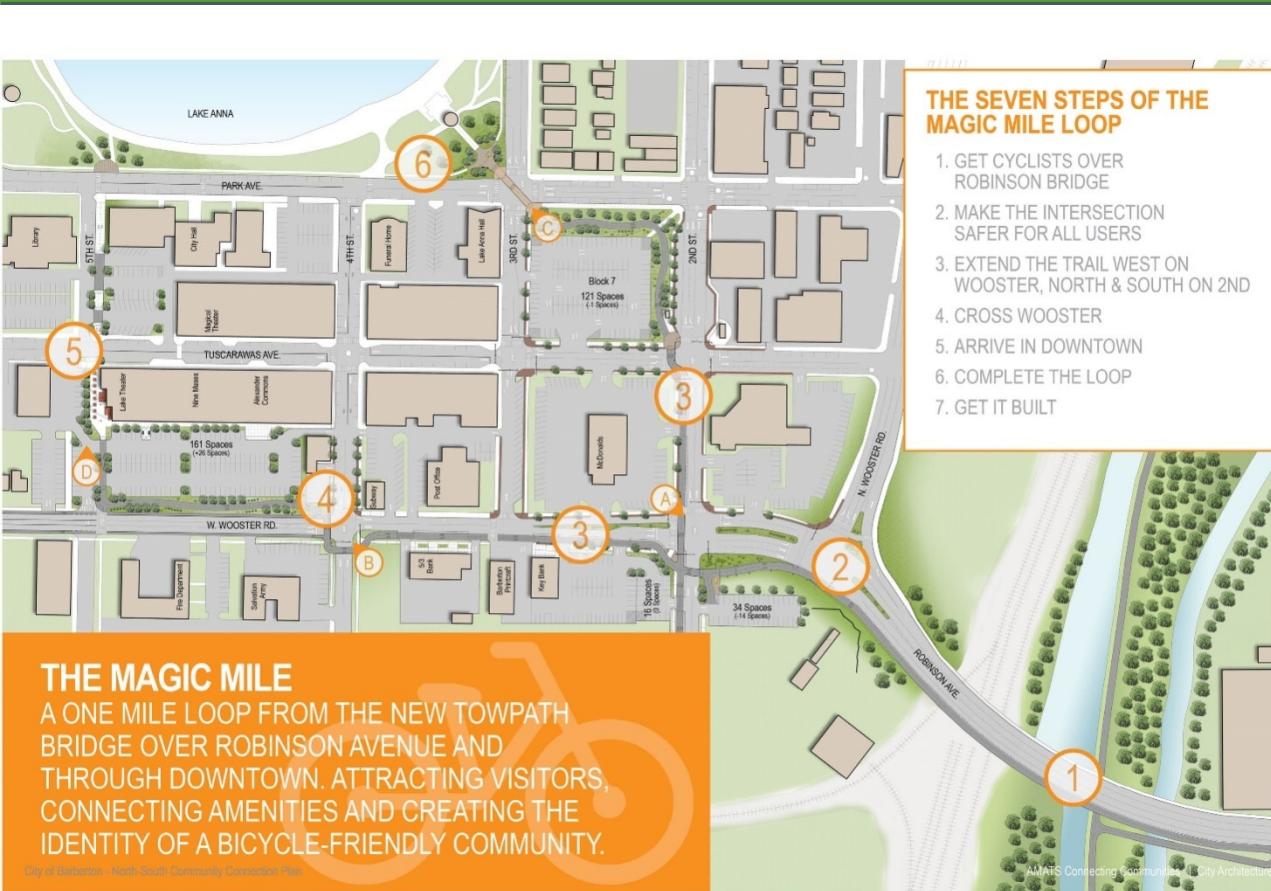 LAKE ANNA
6
PARK AVE.
Library
5TH ST.
City Hall
4TH ST.
Funeral Home
Lake Anna Hall
3RD ST.
C
2ND ST.
Block 7
121 Spaces
(-1 Spaces)
Magical
Theater
5
TUSCARAWAS AVE.
Lake Theater
Nine Muses
Alexander
Commons
3
161 Spaces
(+26 Spaces)
D
4
Subway
Post Office
McDonalds
A
N. WOOSTER RD.
W. WOOSTER RD.
B
3
2
Fire Department
Salvation
Army
5/3
Bank
Barberton
Printcraft
Key Bank
16 Spaces
(0 Spaces)
34 Spaces
(-14 Spaces)
ROBINSON AVE.
1
THE SEVEN STEPS OF THE
MAGIC MILE LOOP
1. GET CYCLISTS OVER
ROBINSON BRIDGE
2. MAKE THE INTERSECTION
SAFER FOR ALL USERS
3. EXTEND THE TRAIL WEST ON
WOOSTER, NORTH & SOUTH ON 2ND
4. CROSS WOOSTER
5. ARRIVE IN DOWNTOWN
6. COMPLETE THE LOOP
7. GET IT BUILT
THE MAGIC MILE
A ONE MILE LOOP FROM THE NEW TOWPATH
BRIDGE OVER ROBINSON AVENUE AND
THROUGH DOWNTOWN. ATTRACTING VISITORS,
CONNECTING AMENITIES AND CREATING THE
IDENTITY OF A BICYCLE-FRIENDLY COMMUNITY.
City of Barberton - North-South Community Connection Plan
AMATS Connecting Communities | City Architecture